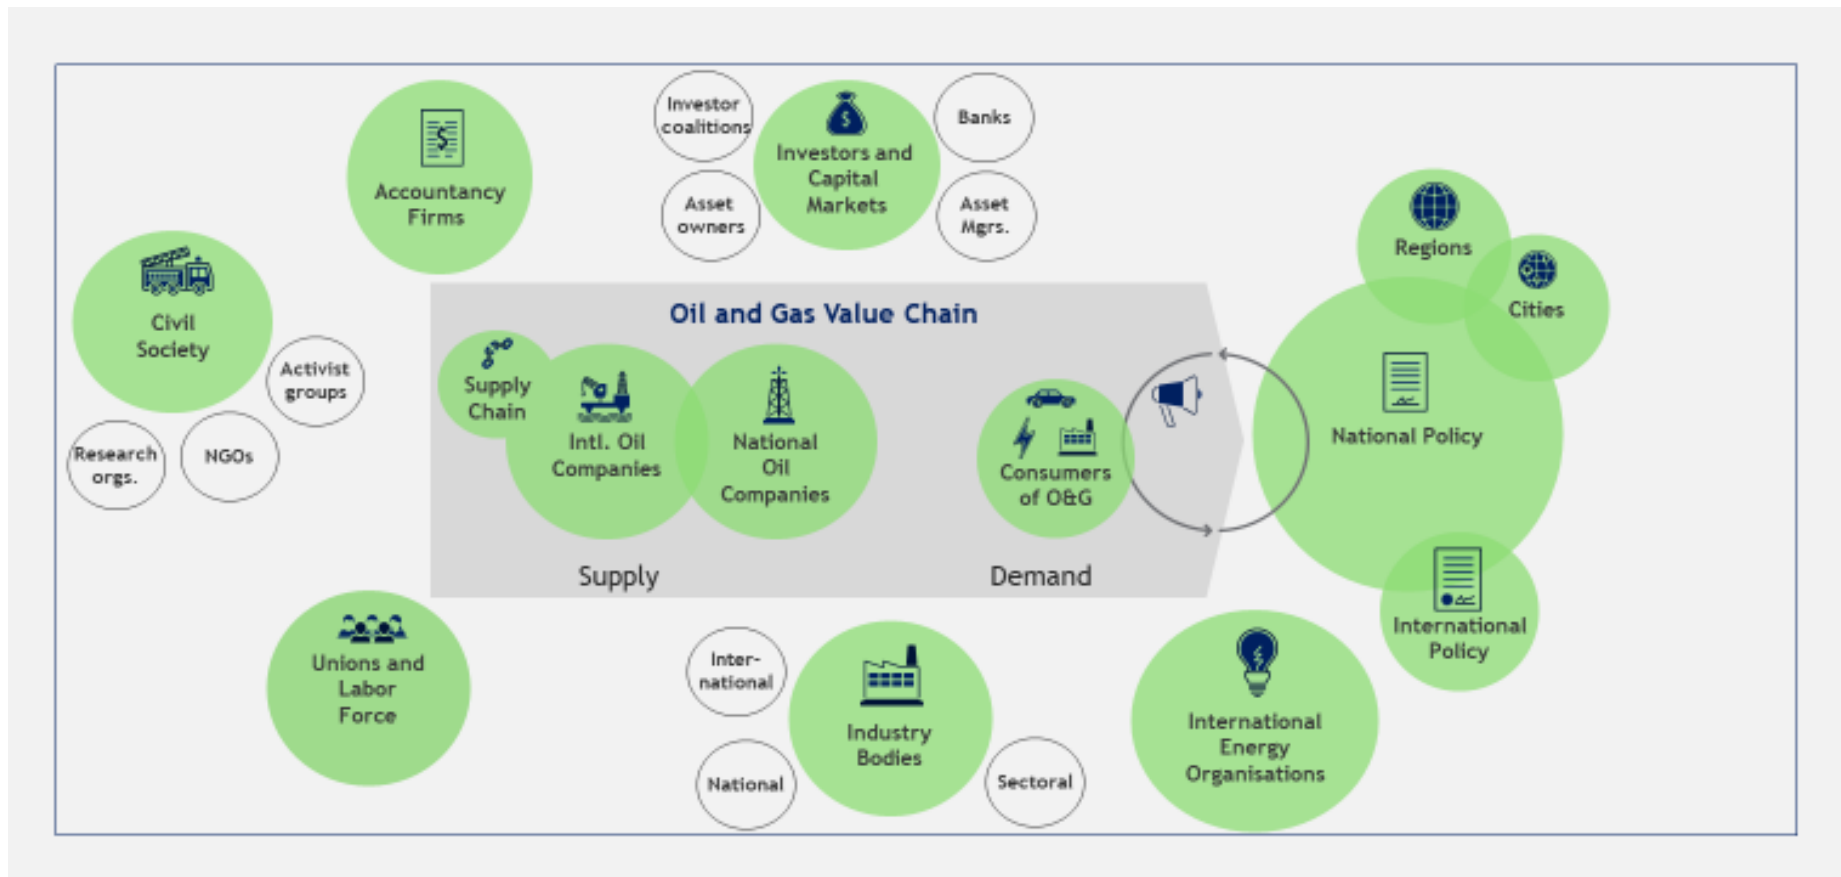 Investor
coalitions
Banks
Investors and
Capital
Markets
Asset
owners
Asset
Mgrs.
Accountancy
Firms
Regions
Cities
Civil
Society
Activist
groups
Research
orgs.
NGOs
Oil and Gas Value Chain
Supply
Chain
Intl. Oil
Companies
National
Oil
Companies
Consumers
of O&G
Supply
Demand
National Policy
International
Policy
Unions and
Labor
Force
Inter-
national
National
Industry
Bodies
Sectoral
International
Energy
Organisations